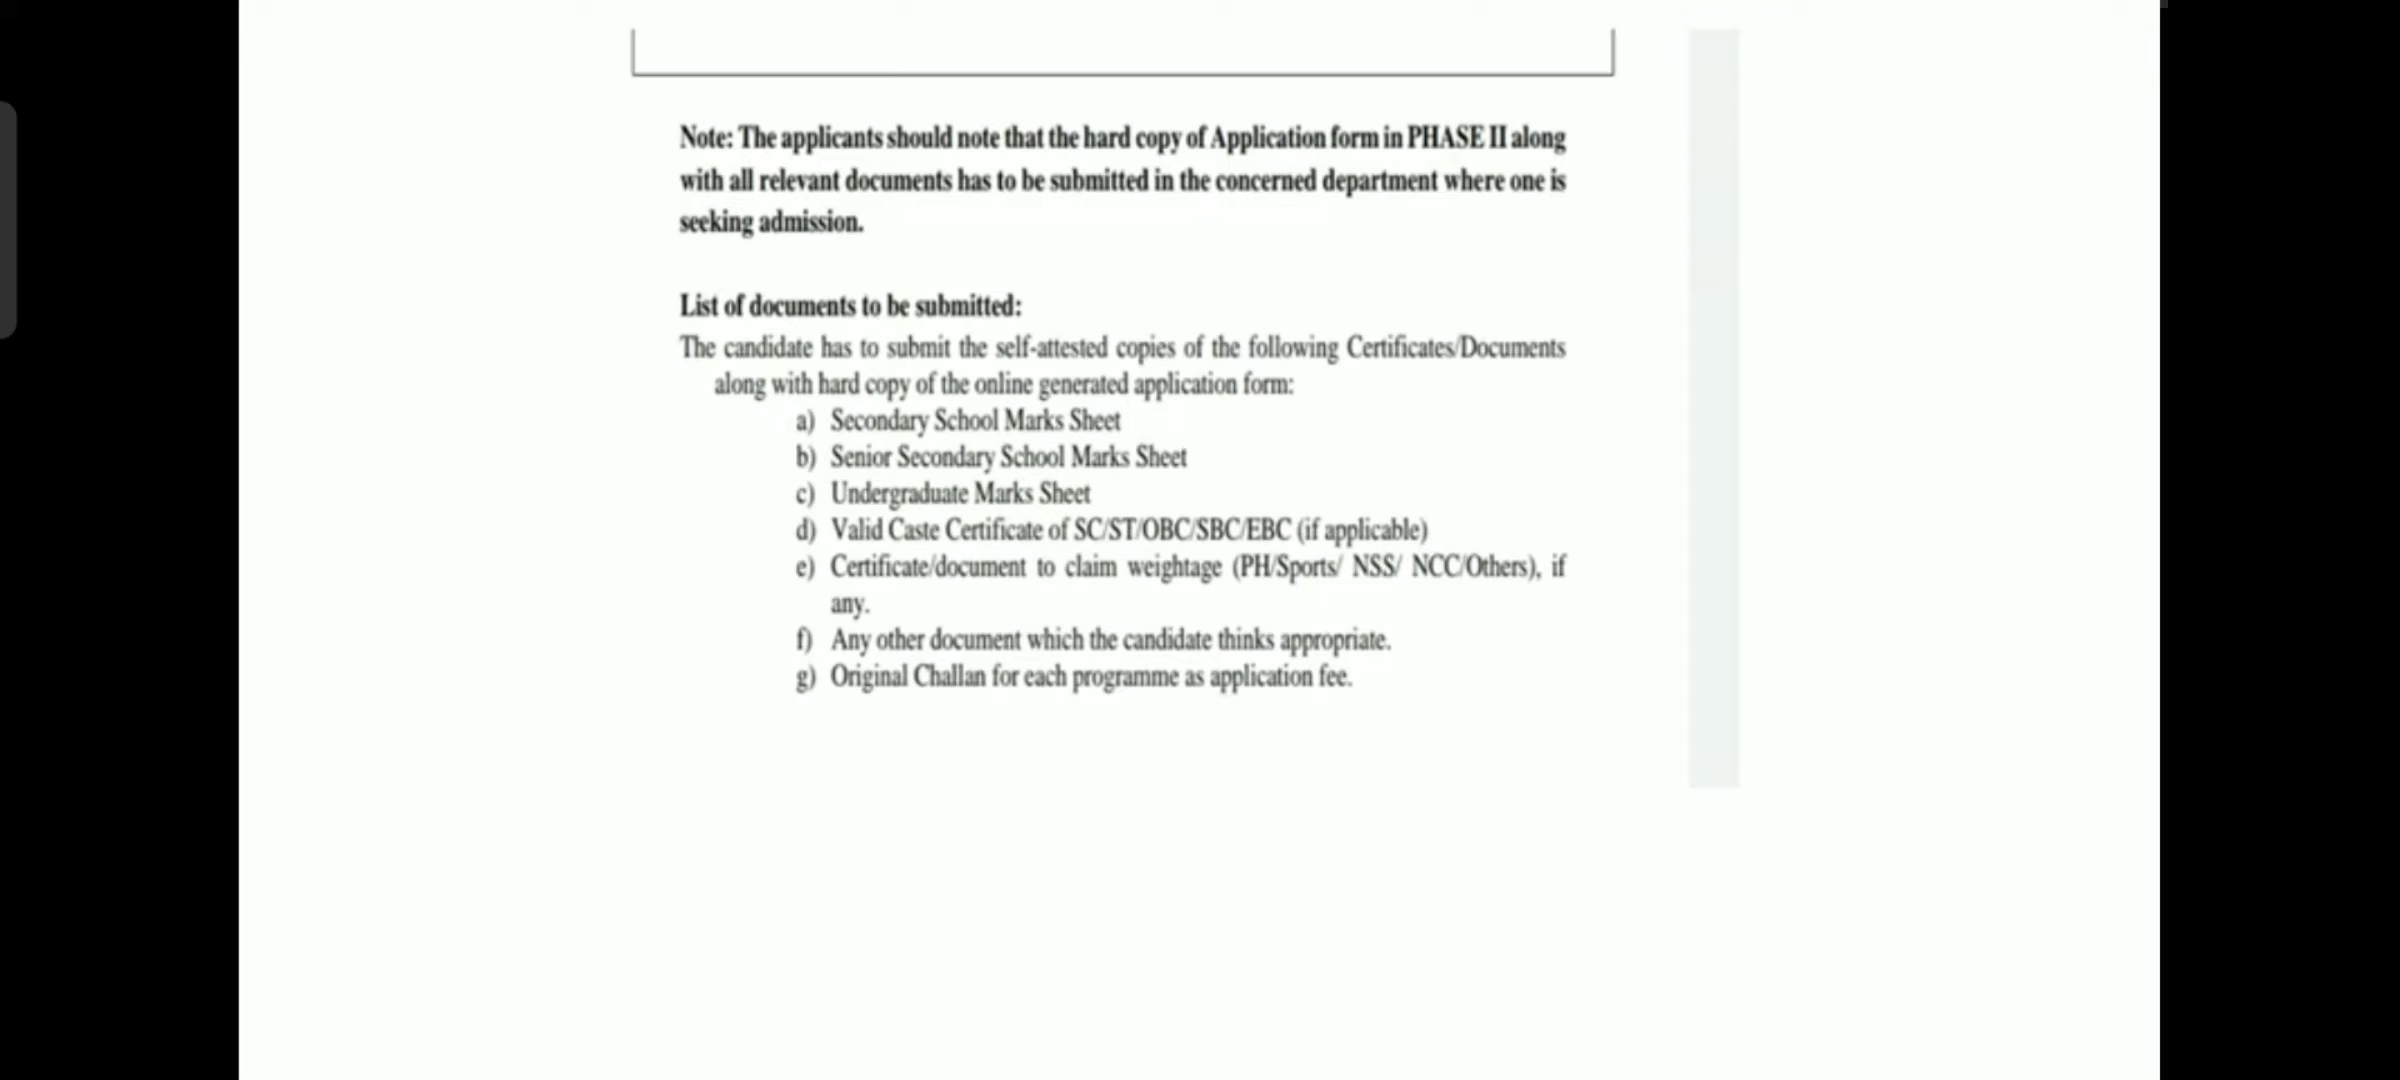 Note: The applicants should note that the hard copy of Application form in PHASE II along
with all relevant documents has to be submitted in the concerned department where one is
seeking admission.
List of documents to be submitted:
The candidate has to submit the self-attested copies of the following Certificates/Documents
along with hard copy of the online generated application form:
a) Secondary School Marks Sheet
b) Senior Secondary School Marks Sheet
c) Undergraduate Marks Sheet
d) Valid Caste Certificate of SC/ST/OBC/SBC/EBC (if applicable)
e) Certificate/document to claim weightage (PH/Sports/ NSS/ NCC/Others), if
any.
f) Any other document which the candidate thinks appropriate.
g) Original Challan for each programme as application fee.